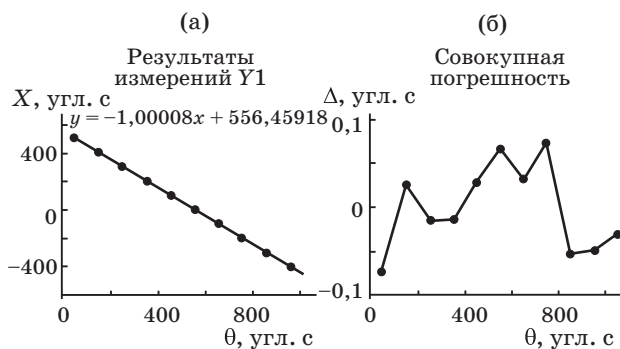 (а)
Результаты
измерений Y1
X, угл. с
y = −1,00008x + 556,45918
400
0
−400
0 400 800
θ, угл. с
(б)
Совокупная
погрешность
Δ, угл. с
0,1
0
−0,1
0 400 800
θ, угл. с